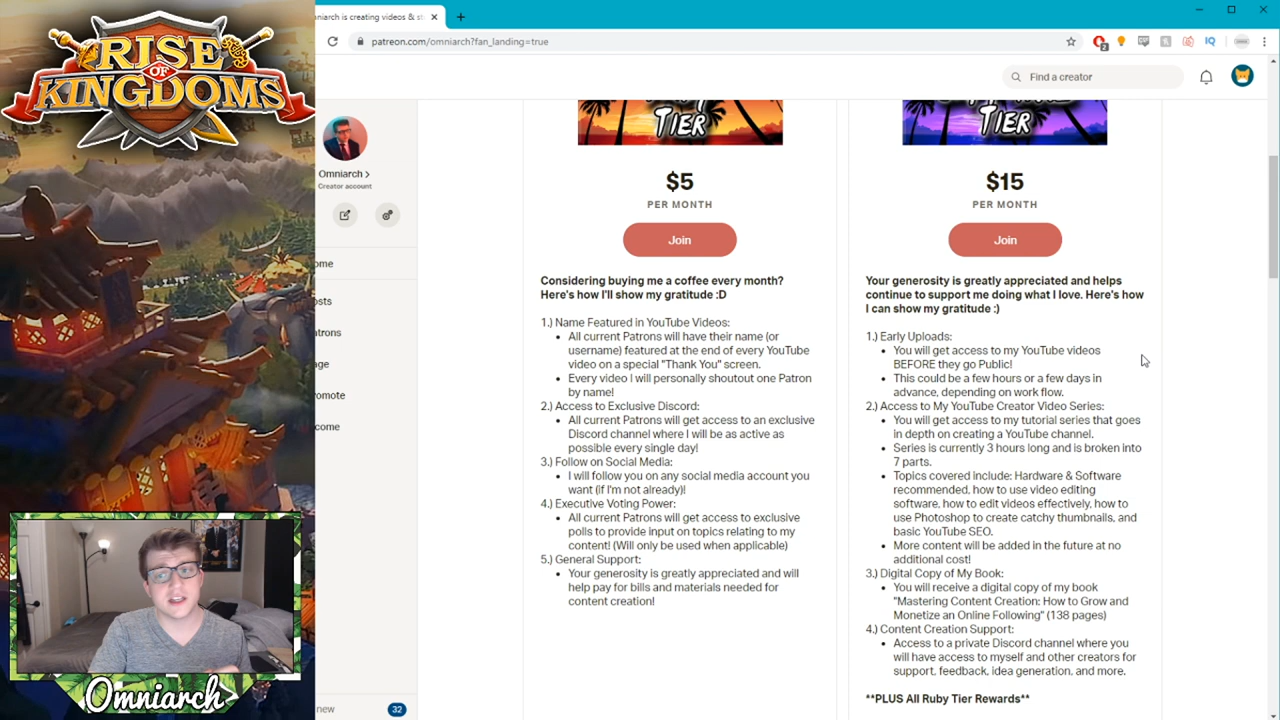 RISE
OF
KINGDOMS
Omniarch
omniarch is creating videos & st
patreon.com/omniarch?fan_landing=true
2
IQ
Find a creator
Omniarch >
Creator account
ome
osts
atrons
age
romote
come
new
32
TIER
$5
PER MONTH
Join
Considering buying me a coffee every month?
Here's how I'll show my gratitude :D
1.) Name Featured in YouTube Videos:
All current Patrons will have their name (or
username) featured at the end of every YouTube
video on a special "Thank You" screen.
Every video I will personally shoutout one Patron
by name!
2.) Access to Exclusive Discord:
All current Patrons will get access to an exclusive
Discord channel where I will be as active as
possible every single day!
3.) Follow on Social Media:
I will follow you on any social media account you
want (if I'm not already)!
4.) Executive Voting Power:
All current Patrons will get access to exclusive
polls to provide input on topics relating to my
content! (Will only be used when applicable)
5.) General Support:
Your generosity is greatly appreciated and will
help pay for bills and materials needed for
content creation!
TIER
$15
PER MONTH
Join
Your generosity is greatly appreciated and helps
continue to support me doing what I love. Here's how
I can show my gratitude :)
1.) Early Uploads:
You will get access to my YouTube videos
BEFORE they go Public!
This could be a few hours or a few days in
advance, depending on work flow.
2.) Access to My YouTube Creator Video Series:
You will get access to my tutorial series that goes
in depth on creating a YouTube channel.
Series is currently 3 hours long and is broken into
7 parts.
Topics covered include: Hardware & Software
recommended, how to use video editing
software, how to edit videos effectively, how to
use Photoshop to create catchy thumbnails, and
basic YouTube SEO.
More content will be added in the future at no
additional cost!
3.) Digital Copy of My Book:
You will receive a digital copy of my book
"Mastering Content Creation: How to Grow and
Monetize an Online Following" (138 pages)
4.) Content Creation Support:
Access to a private Discord channel where you
will have access to myself and other creators for
support, feedback, idea generation, and more.
**PLUS All Ruby Tier Rewards**